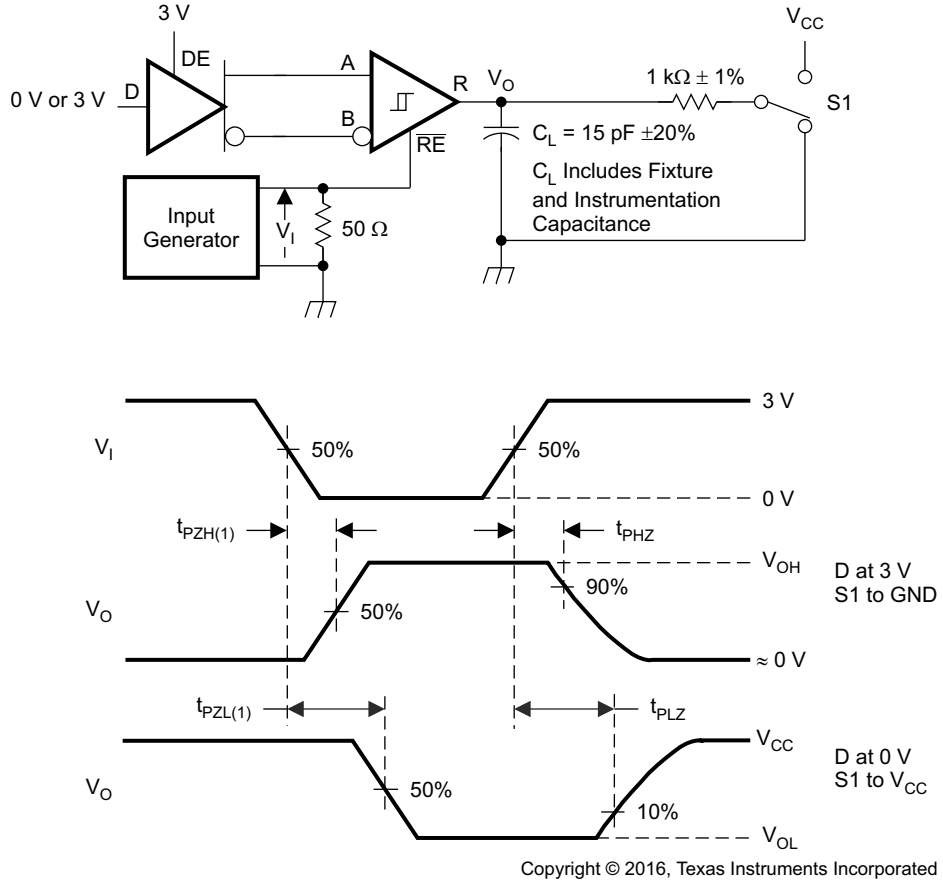 3 V
V_CC
DE
D
A
R
V_O
1 kΩ ± 1%
0 V or 3 V
S1
B
R̅E̅
C_L = 15 pF ±20%
C_L Includes Fixture
and Instrumentation
Capacitance
Input
Generator
V_I
50 Ω
3 V
V_I
50%
50%
0 V
t_PZH(1)
t_PHZ
V_OH
D at 3 V
S1 to GND
90%
V_O
50%
≈ 0 V
t_PZL(1)
t_PLZ
V_CC
D at 0 V
S1 to V_CC
V_O
50%
10%
V_OL
Copyright © 2016, Texas Instruments Incorporated